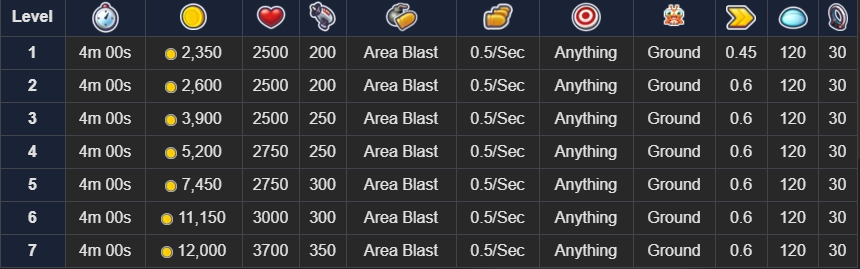 Level
1 4m 00s 2,350 2500 200 Area Blast 0.5/Sec Anything Ground 0.45 120 30
2 4m 00s 2,600 2500 200 Area Blast 0.5/Sec Anything Ground 0.6 120 30
3 4m 00s 3,900 2500 250 Area Blast 0.5/Sec Anything Ground 0.6 120 30
4 4m 00s 5,200 2750 250 Area Blast 0.5/Sec Anything Ground 0.6 120 30
5 4m 00s 7,450 2750 300 Area Blast 0.5/Sec Anything Ground 0.6 120 30
6 4m 00s 11,150 3000 300 Area Blast 0.5/Sec Anything Ground 0.6 120 30
7 4m 00s 12,000 3700 350 Area Blast 0.5/Sec Anything Ground 0.6 120 30